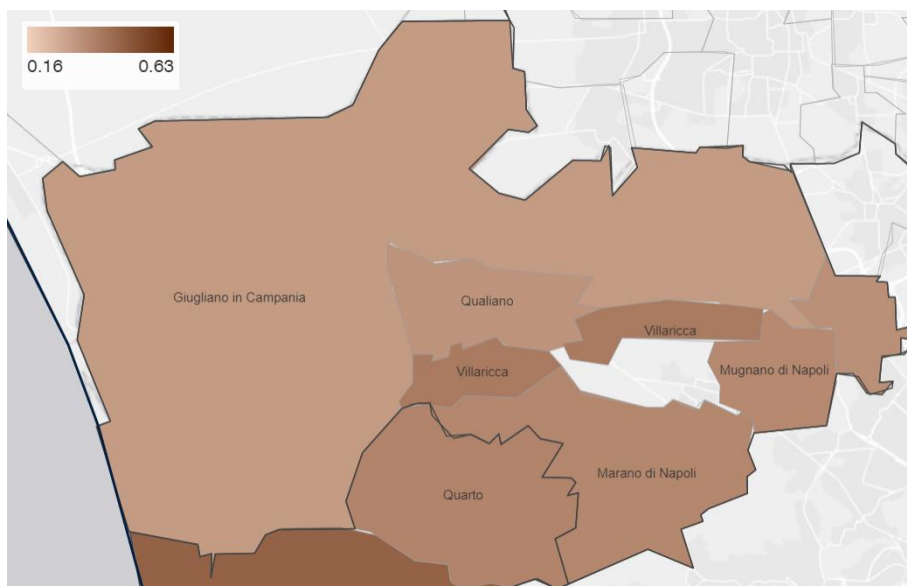 0.16 0.63
Giugliano in Campania
Qualiano
Villaricca
Villaricca
Mugnano di Napoli
Marano di Napoli
Quarto